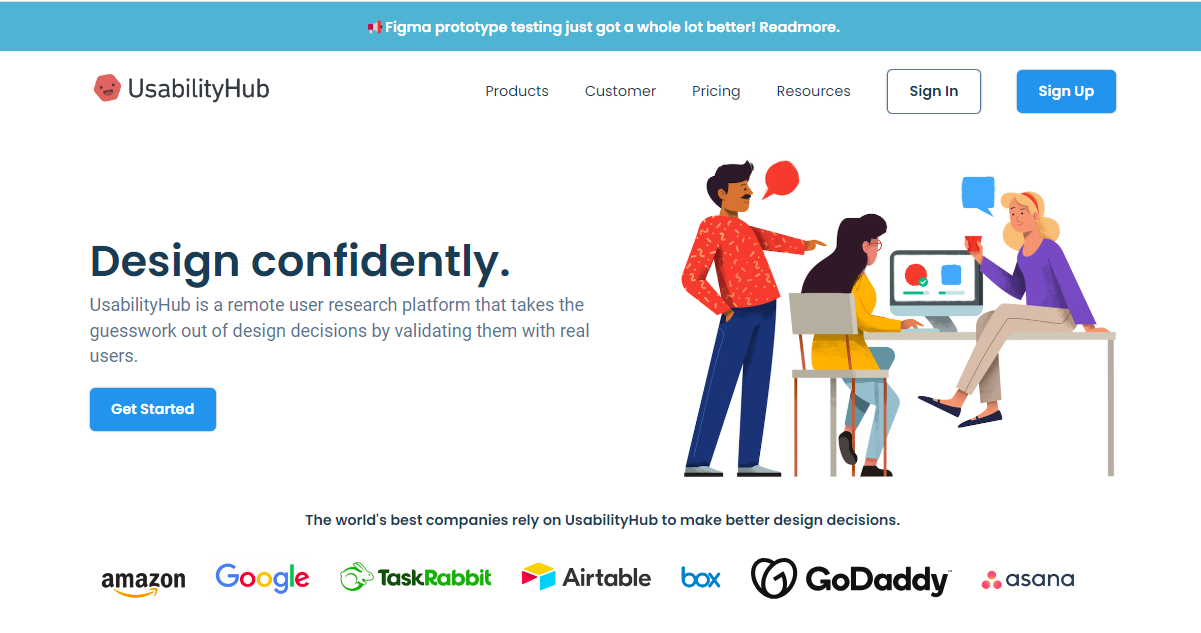 Figma prototype testing just got a whole lot better! Readmore.
UsabilityHub
Products Customer Pricing Resources Sign In Sign Up
Design confidently.
UsabilityHub is a remote user research platform that takes the
guesswork out of design decisions by validating them with real
users.
Get Started
The world's best companies rely on UsabilityHub to make better design decisions.
amazon Google TaskRabbit Airtable box GoDaddy asana